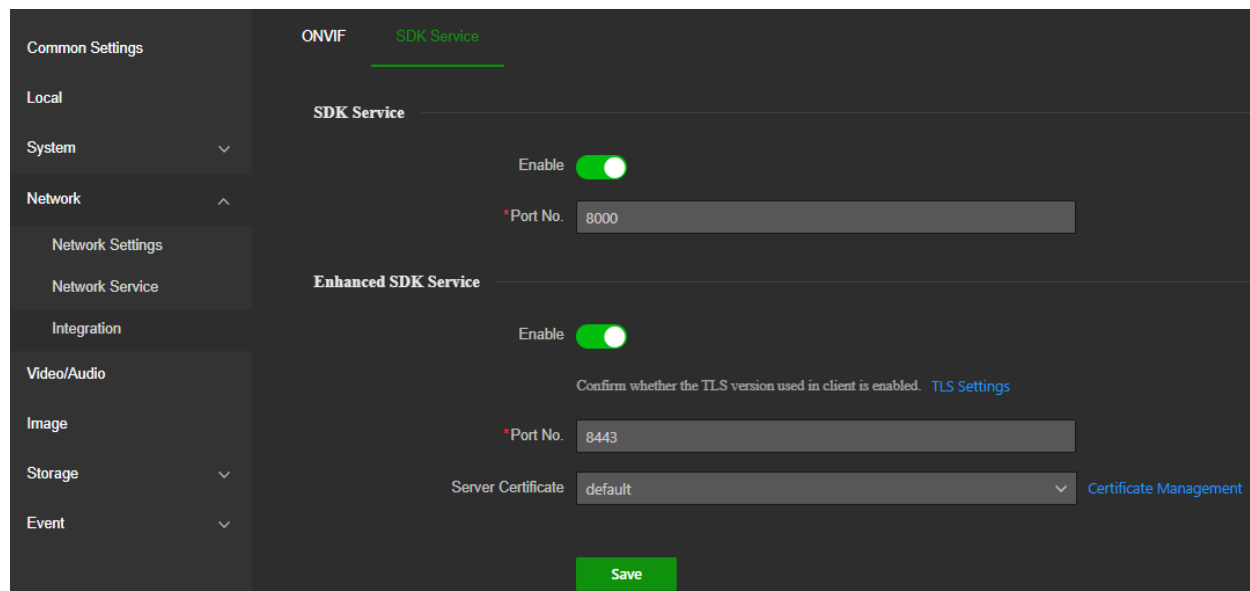 Common Settings
Local
System
Network
Network Settings
Network Service
Integration
Video/Audio
Image
Storage
Event
ONVIF SDK Service
SDK Service
Enable
*Port No. 8000
Enhanced SDK Service
Enable
Confirm whether the TLS version used in client is enabled. TLS Settings
*Port No. 8443
Server Certificate default Certificate Management
Save